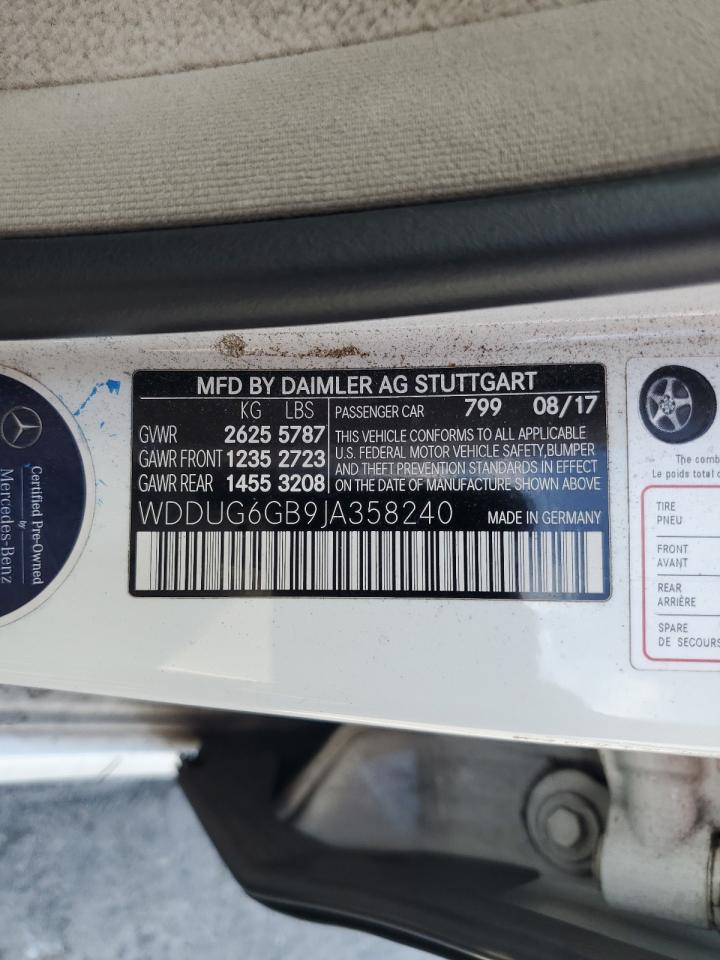 MFD BY DAIMLER AG STUTTGART
KG LBS
GVWR 2625 5787
GAWR FRONT 1235 2723
GAWR REAR 1455 3208
PASSENGER CAR 799 08/17
THIS VEHICLE CONFORMS TO ALL APPLICABLE
U.S. FEDERAL MOTOR VEHICLE SAFETY, BUMPER
AND THEFT PREVENTION STANDARDS IN EFFECT
ON THE DATE OF MANUFACTURE SHOWN ABOVE
WDDUG6GB9JA358240 MADE IN GERMANY
Certified Pre-Owned
by
Mercedes-Benz
The comb
Le poids total d
TIRE
PNEU
FRONT
AVANT
REAR
ARRIÈRE
SPARE
DE SECOURS